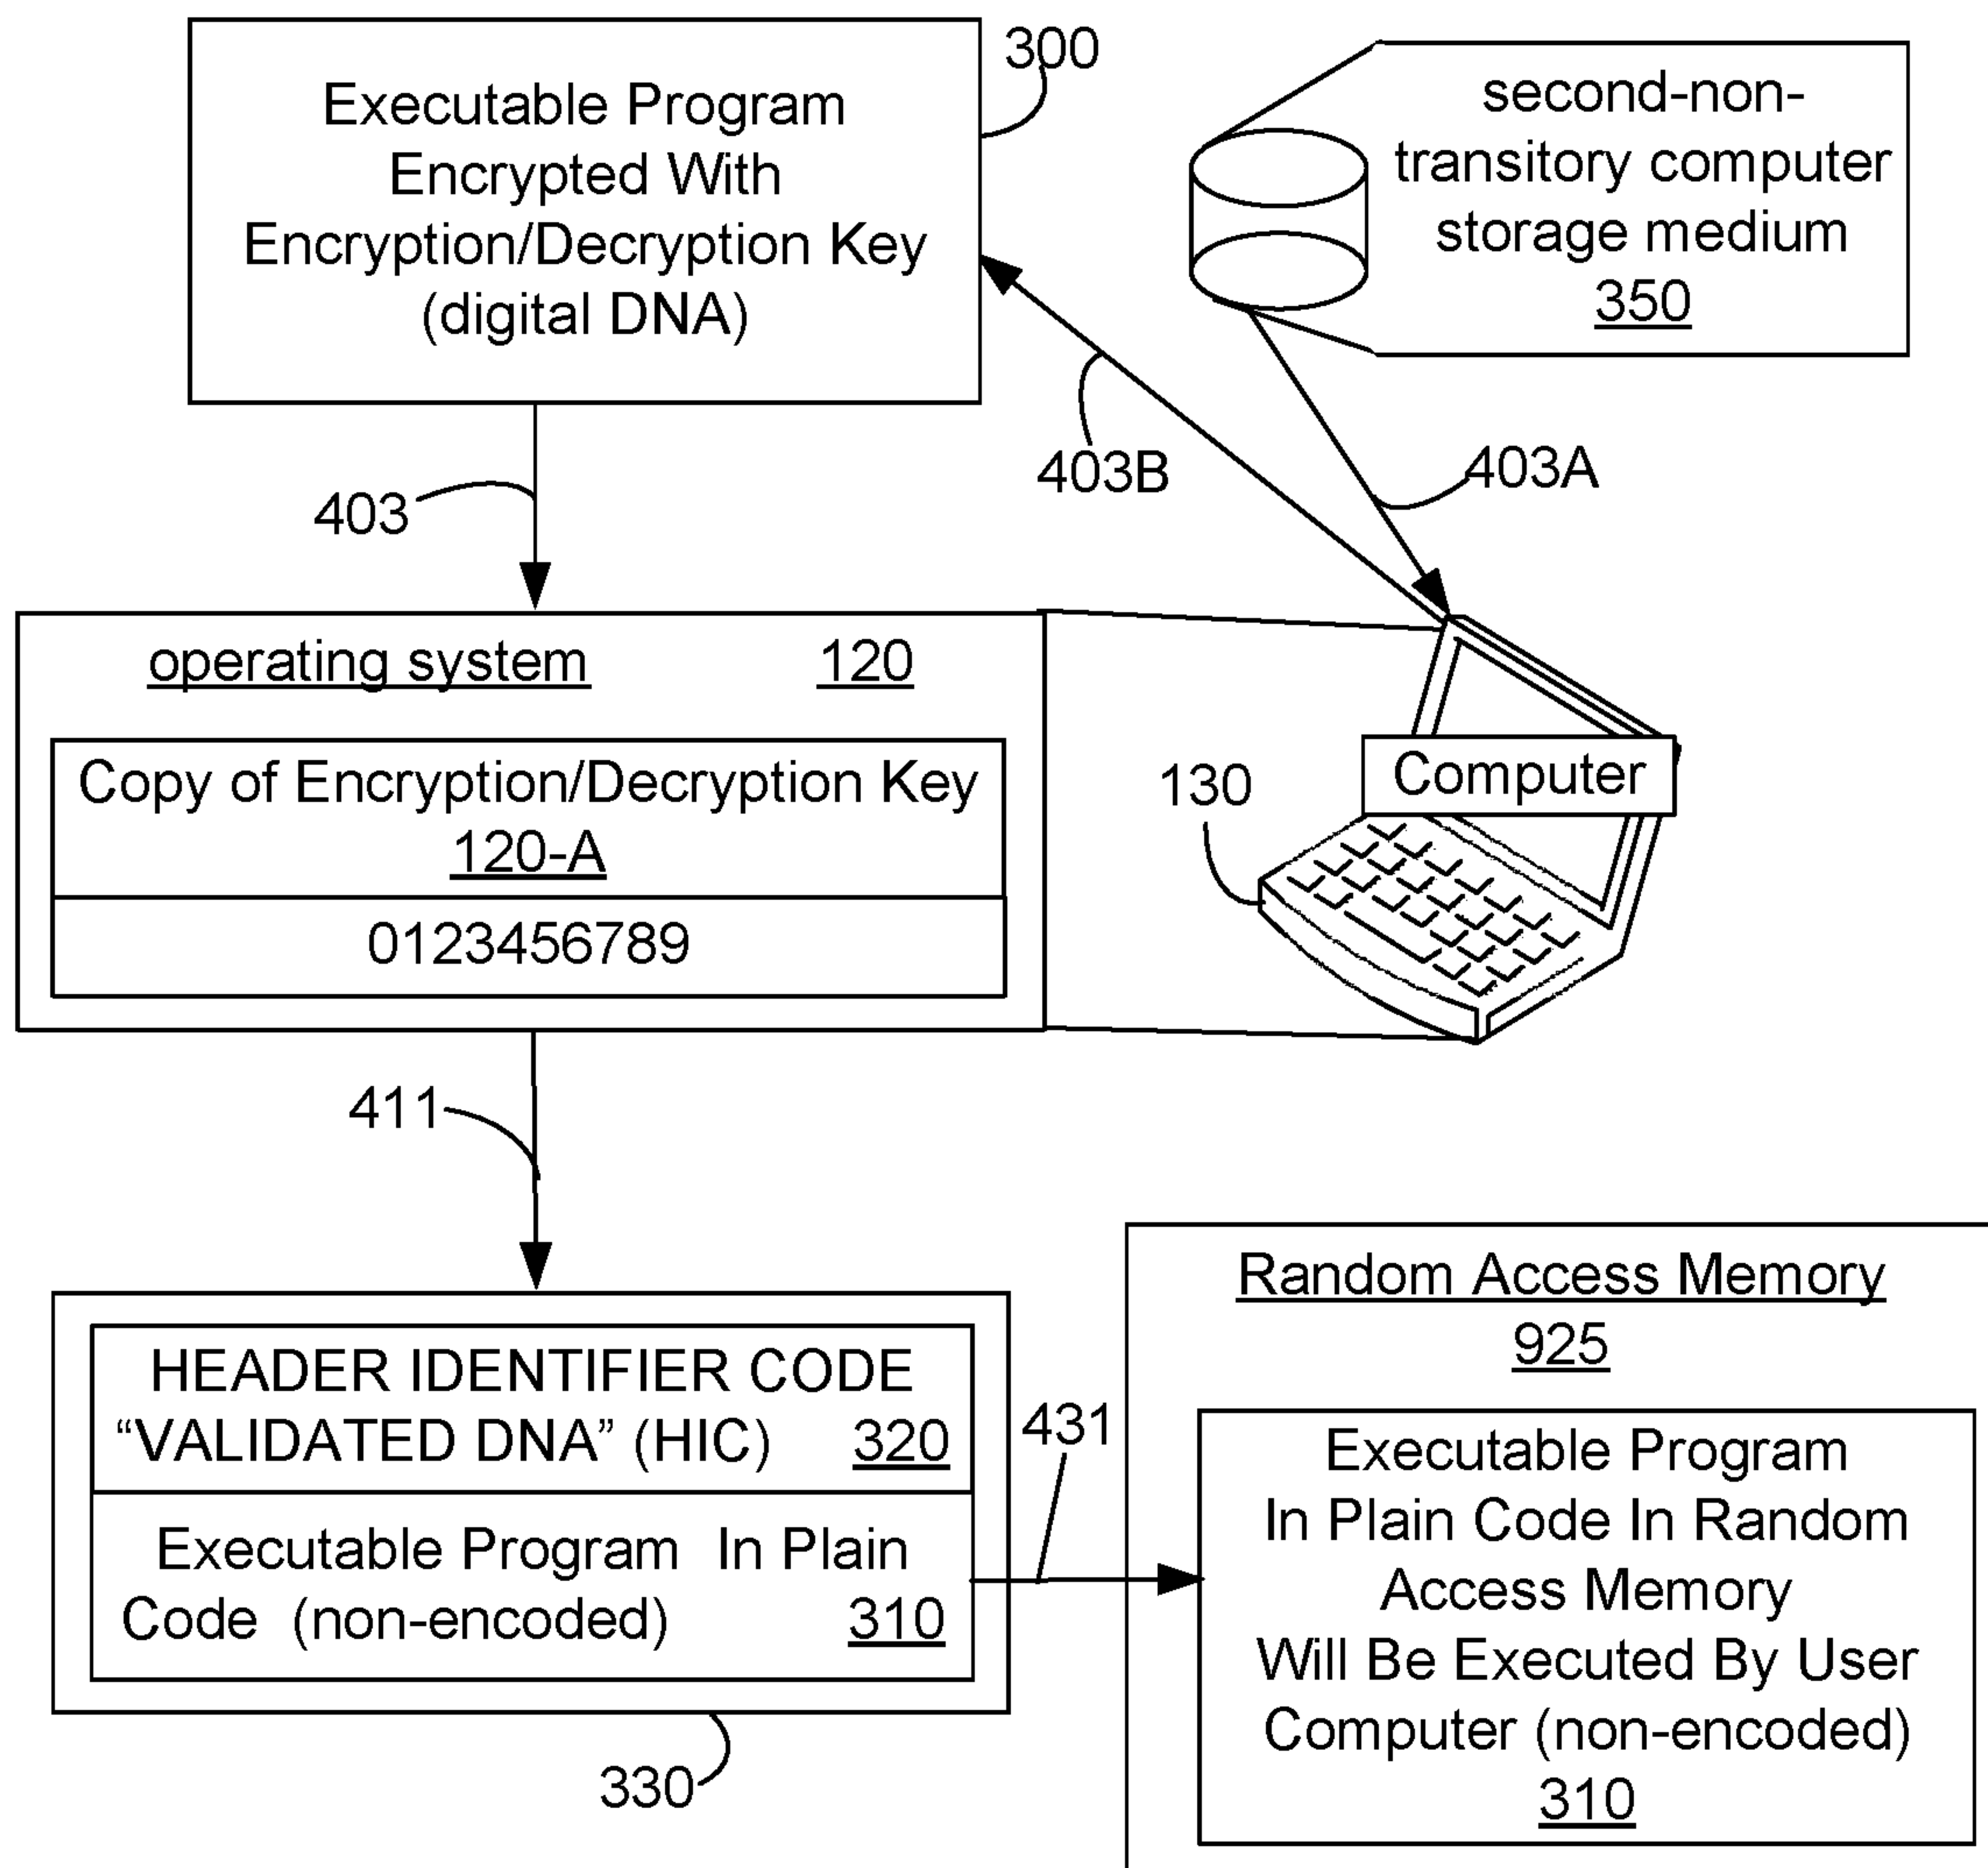 Executable Program
Encrypted With
Encryption/Decryption Key
(digital DNA)
300
second-non-
transitory computer
storage medium
350
403B
403A
403
operating system 120
Copy of Encryption/Decryption Key
120-A
0123456789
Computer
130
411
HEADER IDENTIFIER CODE
“VALIDATED DNA” (HIC) 320
Executable Program In Plain
Code (non-encoded) 310
330
431
Random Access Memory
925
Executable Program
In Plain Code In Random
Access Memory
Will Be Executed By User
Computer (non-encoded)
310